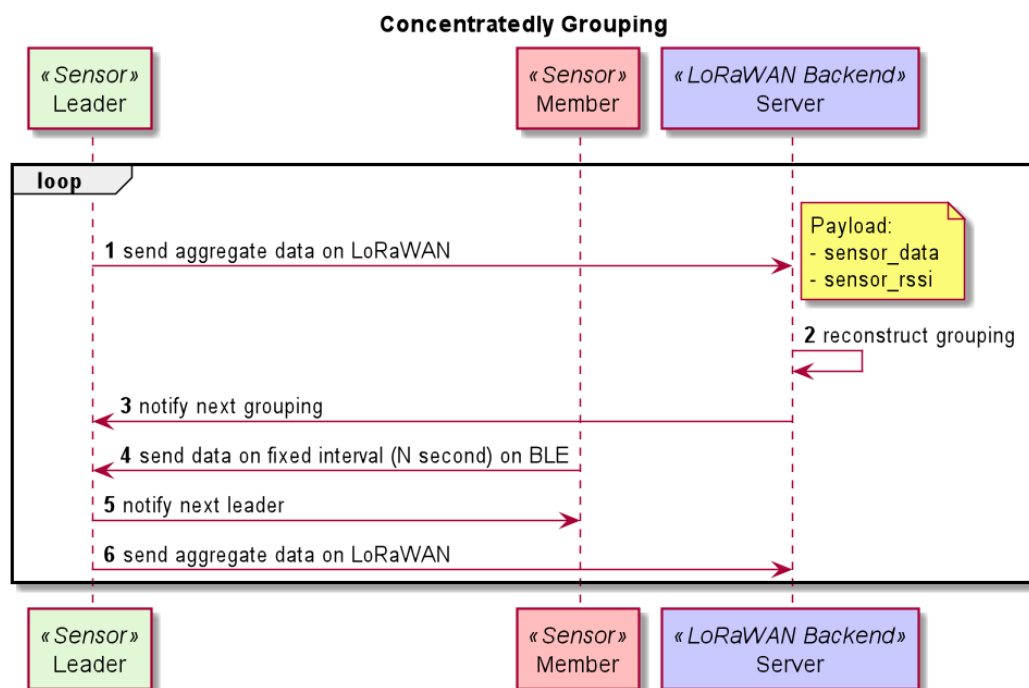 Concentratedly Grouping
«Sensor»
Leader
«Sensor»
Member
«LoRaWAN Backend»
Server
loop
Payload:
- sensor_data
- sensor_rssi
1 send aggregate data on LoRaWAN
2 reconstruct grouping
3 notify next grouping
4 send data on fixed interval (N second) on BLE
5 notify next leader
6 send aggregate data on LoRaWAN
«Sensor»
Leader
«Sensor»
Member
«LoRaWAN Backend»
Server